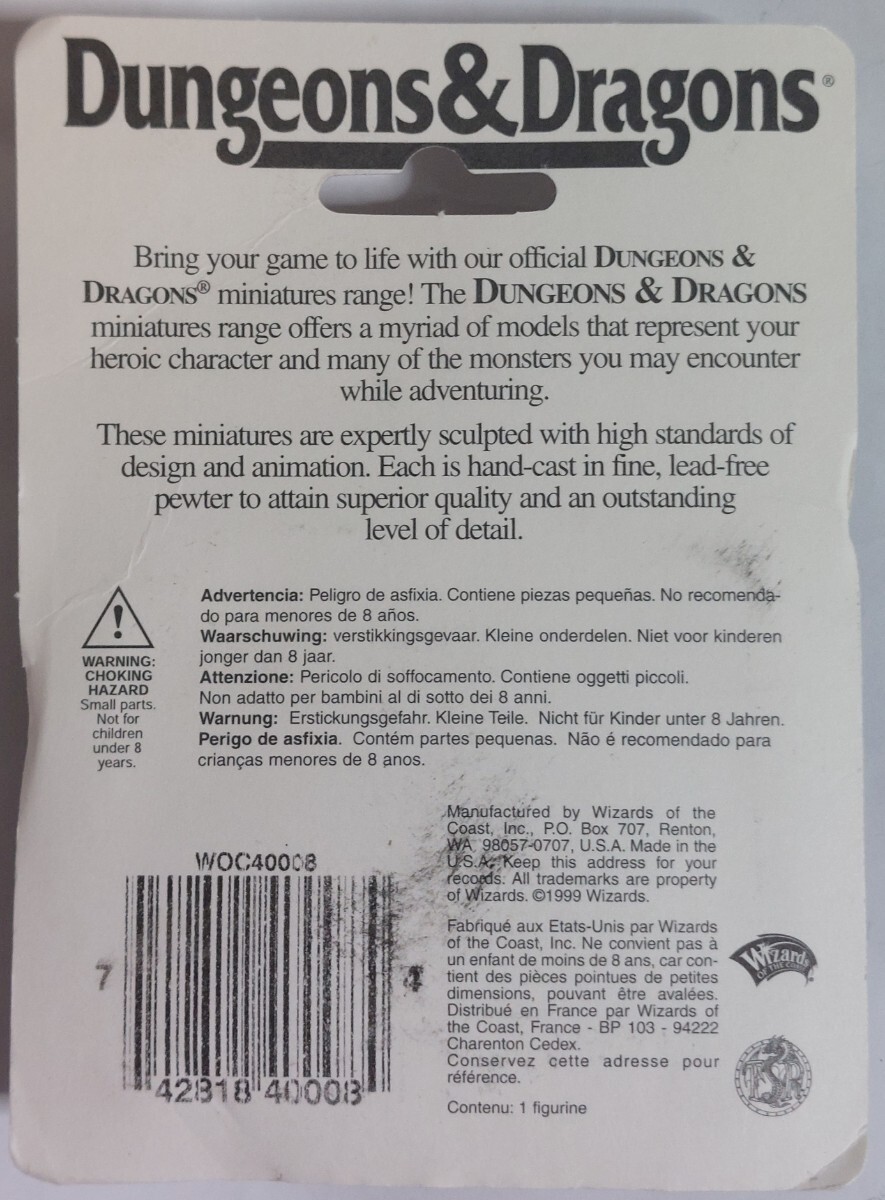 Dungeons&Dragons®
Bring your game to life with our official DUNGEONS &
DRAGONS® miniatures range! The DUNGEONS & DRAGONS
miniatures range offers a myriad of models that represent your
heroic character and many of the monsters you may encounter
while adventuring.
These miniatures are expertly sculpted with high standards of
design and animation. Each is hand-cast in fine, lead-free
pewter to attain superior quality and an outstanding
level of detail.
!
WARNING:
CHOKING
HAZARD
Small parts.
Not for
children
under 8
years.
Advertencia: Peligro de asfixia. Contiene piezas pequeñas. No recomenda-
do para menores de 8 años.
Waarschuwing: verstikkingsgevaar. Kleine onderdelen. Niet voor kinderen
jonger dan 8 jaar.
Attenzione: Pericolo di soffocamento. Contiene oggetti piccoli.
Non adatto per bambini al di sotto dei 8 anni.
Warnung: Erstickungsgefahr. Kleine Teile. Nicht für Kinder unter 8 Jahren.
Perigo de asfixia. Contém partes pequenas. Não é recomendado para
crianças menores de 8 anos.
WOC40008
7 42818 40008 4
Manufactured by Wizards of the
Coast, Inc., P.O. Box 707, Renton,
WA 98057-0707, U.S.A. Made in the
U.S.A. Keep this address for your
records. All trademarks are property
of Wizards. ©1999 Wizards.
Fabriqué aux Etats-Unis par Wizards
of the Coast, Inc. Ne convient pas à
un enfant de moins de 8 ans, car con-
tient des pièces pointues de petites
dimensions, pouvant être avalées.
Distribué en France par Wizards of
the Coast, France - BP 103 - 94222
Charenton Cedex.
Conservez cette adresse pour
référence.
Contenu: 1 figurine
Wizards
OF THE COAST
TSR